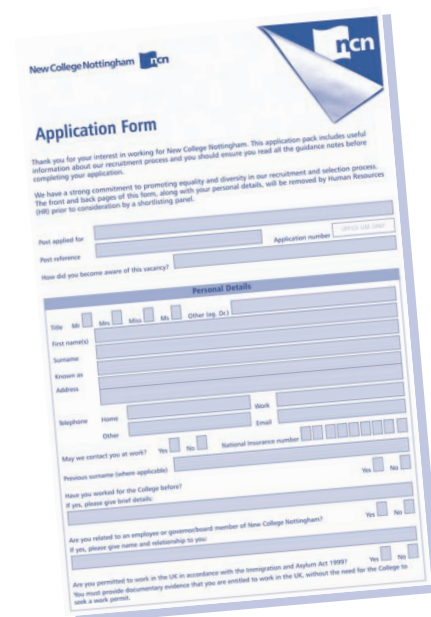 New College Nottingham ncn
ncn
Application Form
Thank you for your interest in working for New College Nottingham. This application pack includes useful
information about our recruitment process and you should ensure you read all the guidance notes before
completing your application.
We have a strong commitment to promoting equality and diversity in our recruitment and selection process.
The front and back pages of this form, along with your personal details, will be removed by Human Resources
(HR) prior to consideration by a shortlisting panel.
Post applied for
Post reference Application number OFFICE USE ONLY
How did you become aware of this vacancy?
Personal Details
Title Mr Mrs Miss Ms Other (eg. Dr.)
First name(s)
Surname
Known as
Address
Telephone Home Work
Other Email
May we contact you at work? Yes No National Insurance number
Previous surname (where applicable)
Have you worked for the College before? Yes No
If yes, please give brief details:
Are you related to an employee or governor/board member of New College Nottingham? Yes No
If yes, please give name and relationship to you:
Are you permitted to work in the UK in accordance with the Immigration and Asylum Act 1999? Yes No
You must provide documentary evidence that you are entitled to work in the UK, without the need for the College to
seek a work permit.